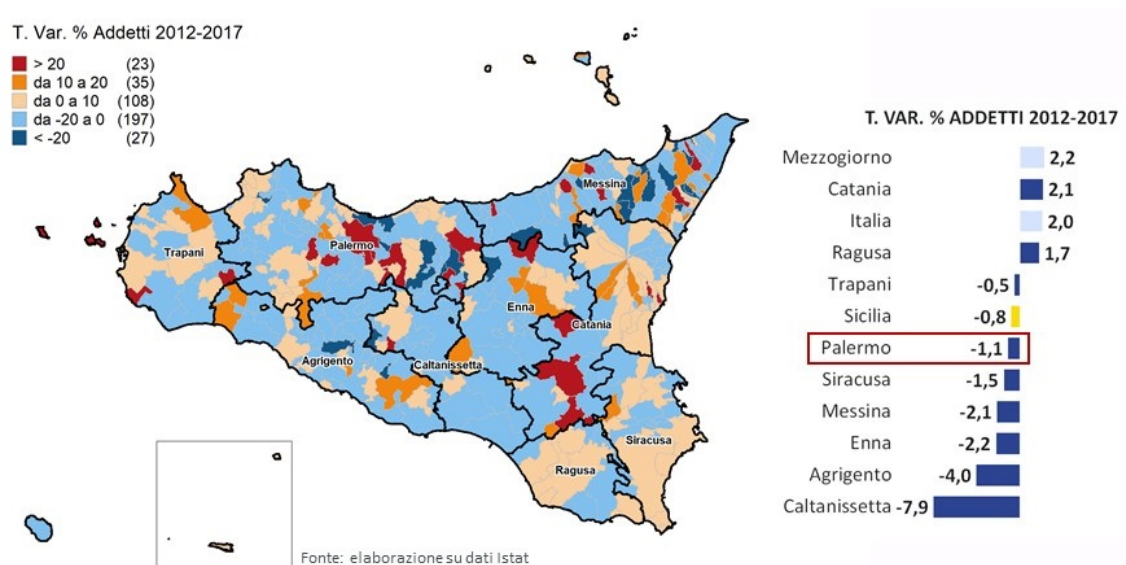 T. Var. % Addetti 2012-2017
> 20 (23)
da 10 a 20 (35)
da 0 a 10 (108)
da -20 a 0 (197)
< -20 (27)
Messina
Trapani
Palermo
Enna
Catania
Agrigento
Caltanissetta
Siracusa
Ragusa
Fonte: elaborazione su dati Istat
T. VAR. % ADDETTI 2012-2017
Mezzogiorno 2,2
Catania 2,1
Italia 2,0
Ragusa 1,7
Trapani -0,5
Sicilia -0,8
Palermo -1,1
Siracusa -1,5
Messina -2,1
Enna -2,2
Agrigento -4,0
Caltanissetta -7,9